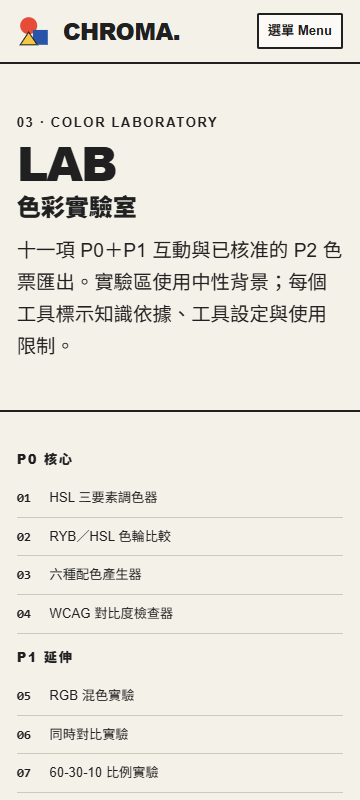 CHROMA.
選單 Menu
03 · COLOR LABORATORY
LAB
色彩實驗室
十一項 P0＋P1 互動與已核准的 P2 色
票匯出。實驗區使用中性背景；每個
工具標示知識依據、工具設定與使用
限制。
P0 核心
01 HSL 三要素調色器
02 RYB／HSL 色輪比較
03 六種配色產生器
04 WCAG 對比度檢查器
P1 延伸
05 RGB 混色實驗
06 同時對比實驗
07 60-30-10 比例實驗